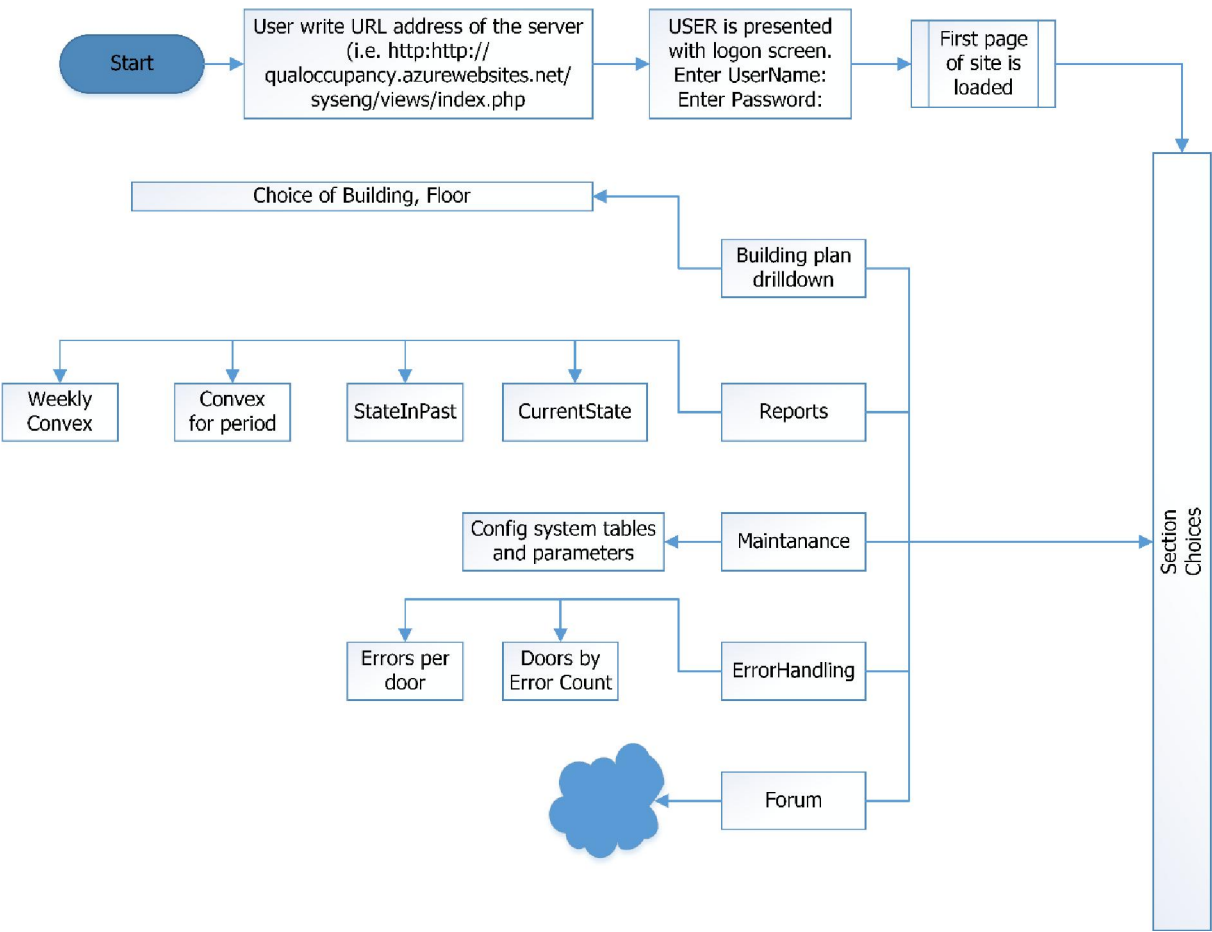 Start
User write URL address of the server
(i.e. http:http://
qualoccupancy.azurewebsites.net/
syseng/views/index.php
USER is presented
with logon screen.
Enter UserName:
Enter Password:
First page
of site is
loaded
Choice of Building, Floor
Building plan
drilldown
Weekly
Convex
Convex
for period
StateInPast
CurrentState
Reports
Config system tables
and parameters
Maintanance
Section
Choices
Errors per
door
Doors by
Error Count
ErrorHandling
Forum